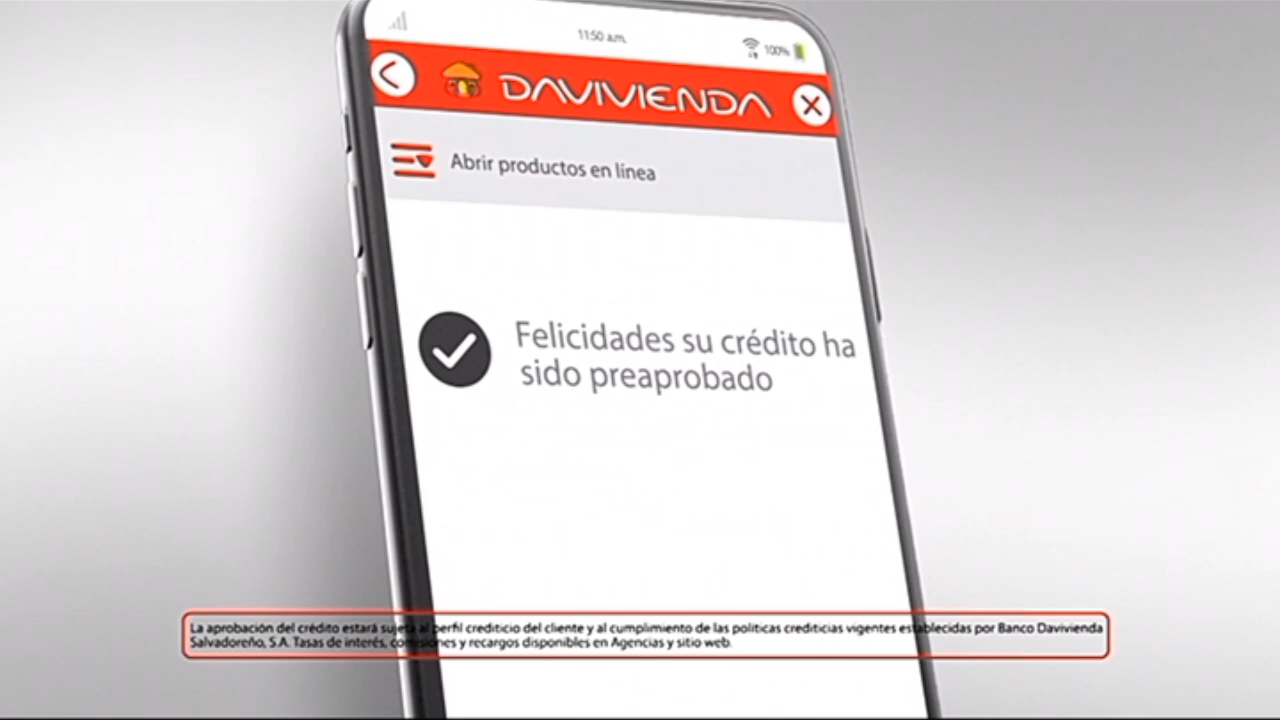 11:50 a.m.
100%
DAVIVIENDA
Abrir productos en línea
Felicidades su crédito ha
sido preaprobado
La aprobación del crédito estará sujeta al perfil crediticio del cliente y al cumplimiento de las políticas crediticias vigentes establecidas por Banco Davivienda
Salvadoreño, S.A. Tasas de interés, comisiones y recargos disponibles en Agencias y sitio web.